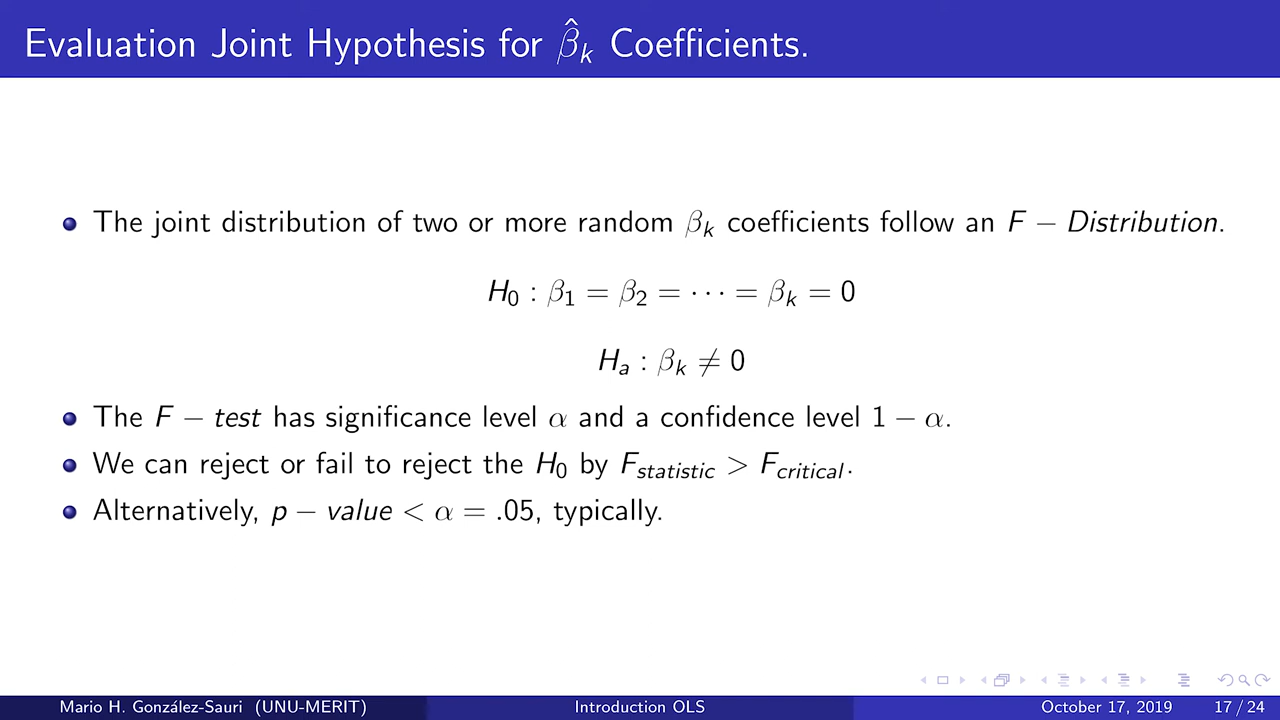 Evaluation Joint Hypothesis for β̂ₖ Coefficients.
The joint distribution of two or more random βₖ coefficients follow an F − Distribution.
H₀ : β₁ = β₂ = ⋯ = βₖ = 0
Hₐ : βₖ ≠ 0
The F − test has significance level α and a confidence level 1 − α.
We can reject or fail to reject the H₀ by F_statistic > F_critical.
Alternatively, p − value < α = .05, typically.
Mario H. González-Sauri (UNU-MERIT) Introduction OLS October 17, 2019 17 / 24